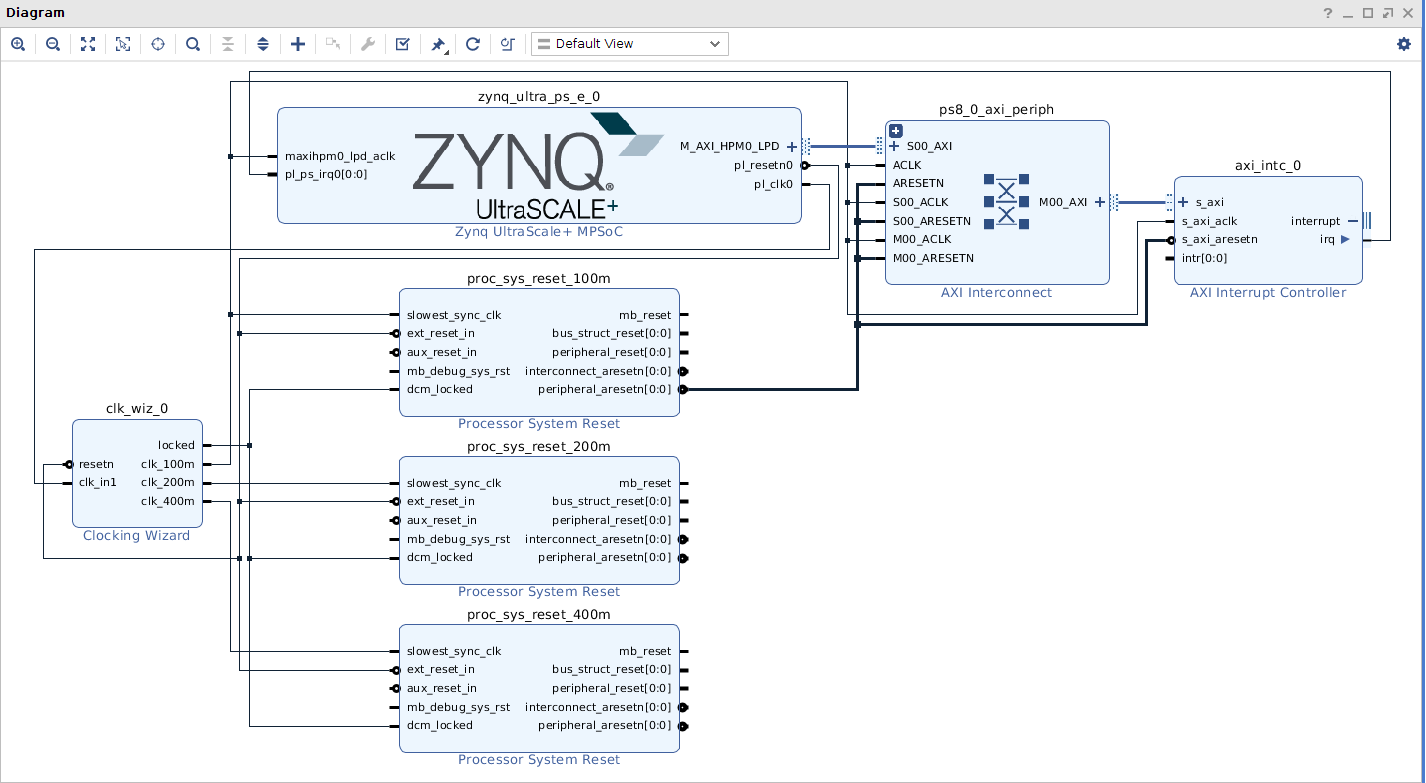 Diagram
Default View
zynq_ultra_ps_e_0
maxihpm0_lpd_aclk
pl_ps_irq0[0:0]
ZYNQ
UltraSCALE+
M_AXI_HPM0_LPD
pl_resetn0
pl_clk0
Zynq UltraScale+ MPSoC
ps8_0_axi_periph
S00_AXI
ACLK
ARESETN
S00_ACLK
S00_ARESETN
M00_ACLK
M00_ARESETN
M00_AXI
AXI Interconnect
axi_intc_0
s_axi
s_axi_aclk
s_axi_aresetn
intr[0:0]
interrupt
irq
AXI Interrupt Controller
proc_sys_reset_100m
slowest_sync_clk
ext_reset_in
aux_reset_in
mb_debug_sys_rst
dcm_locked
mb_reset
bus_struct_reset[0:0]
peripheral_reset[0:0]
interconnect_aresetn[0:0]
peripheral_aresetn[0:0]
Processor System Reset
clk_wiz_0
resetn
clk_in1
locked
clk_100m
clk_200m
clk_400m
Clocking Wizard
proc_sys_reset_200m
slowest_sync_clk
ext_reset_in
aux_reset_in
mb_debug_sys_rst
dcm_locked
mb_reset
bus_struct_reset[0:0]
peripheral_reset[0:0]
interconnect_aresetn[0:0]
peripheral_aresetn[0:0]
Processor System Reset
proc_sys_reset_400m
slowest_sync_clk
ext_reset_in
aux_reset_in
mb_debug_sys_rst
dcm_locked
mb_reset
bus_struct_reset[0:0]
peripheral_reset[0:0]
interconnect_aresetn[0:0]
peripheral_aresetn[0:0]
Processor System Reset